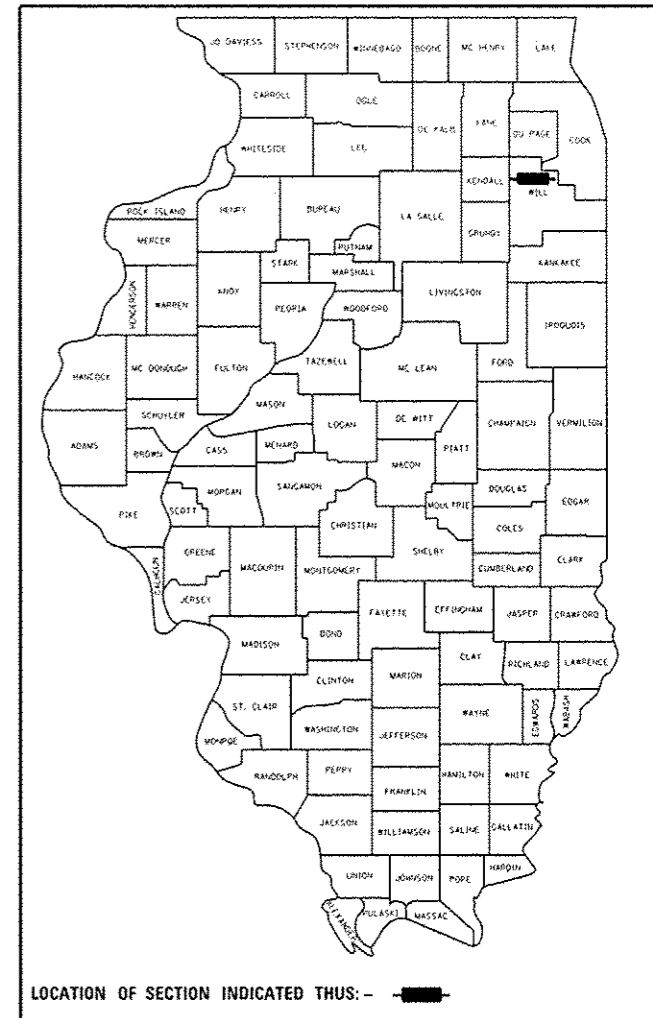 JO DAVIESS STEPHENSON WINNEBAGO BOONE MC HENRY LAKE
CARROLL OGLE DE KALB KANE DU PAGE COOK
WHITESIDE LEE
KENDALL WILL
ROCK ISLAND HENRY BUREAU LA SALLE GRUNDY
MERCER PUTNAM KANKAKEE
STARK MARSHALL
HENDERSON WARREN KNOX PEORIA WOODFORD LIVINGSTON IROQUOIS
HANCOCK MC DONOUGH FULTON TAZEWELL MC LEAN FORD
SCHUYLER MASON LOGAN DE WITT CHAMPAIGN VERMILION
ADAMS BROWN CASS MENARD PIATT
MACON
PIKE SCOTT MORGAN SANGAMON CHRISTIAN MOULTRIE DOUGLAS EDGAR
COLES
CALHOUN GREENE MACOUPIN MONTGOMERY SHELBY CUMBERLAND CLARK
JERSEY FAYETTE EFFINGHAM JASPER CRAWFORD
MADISON BOND
CLAY RICHLAND LAWRENCE
CLINTON MARION
ST. CLAIR WAYNE EDWARDS WABASH
MONROE WASHINGTON JEFFERSON
RANDOLPH PERRY HAMILTON WHITE
FRANKLIN
JACKSON WILLIAMSON SALINE GALLATIN
UNION JOHNSON POPE HARDIN
ALEXANDER PULASKI MASSAC
LOCATION OF SECTION INDICATED THUS: -